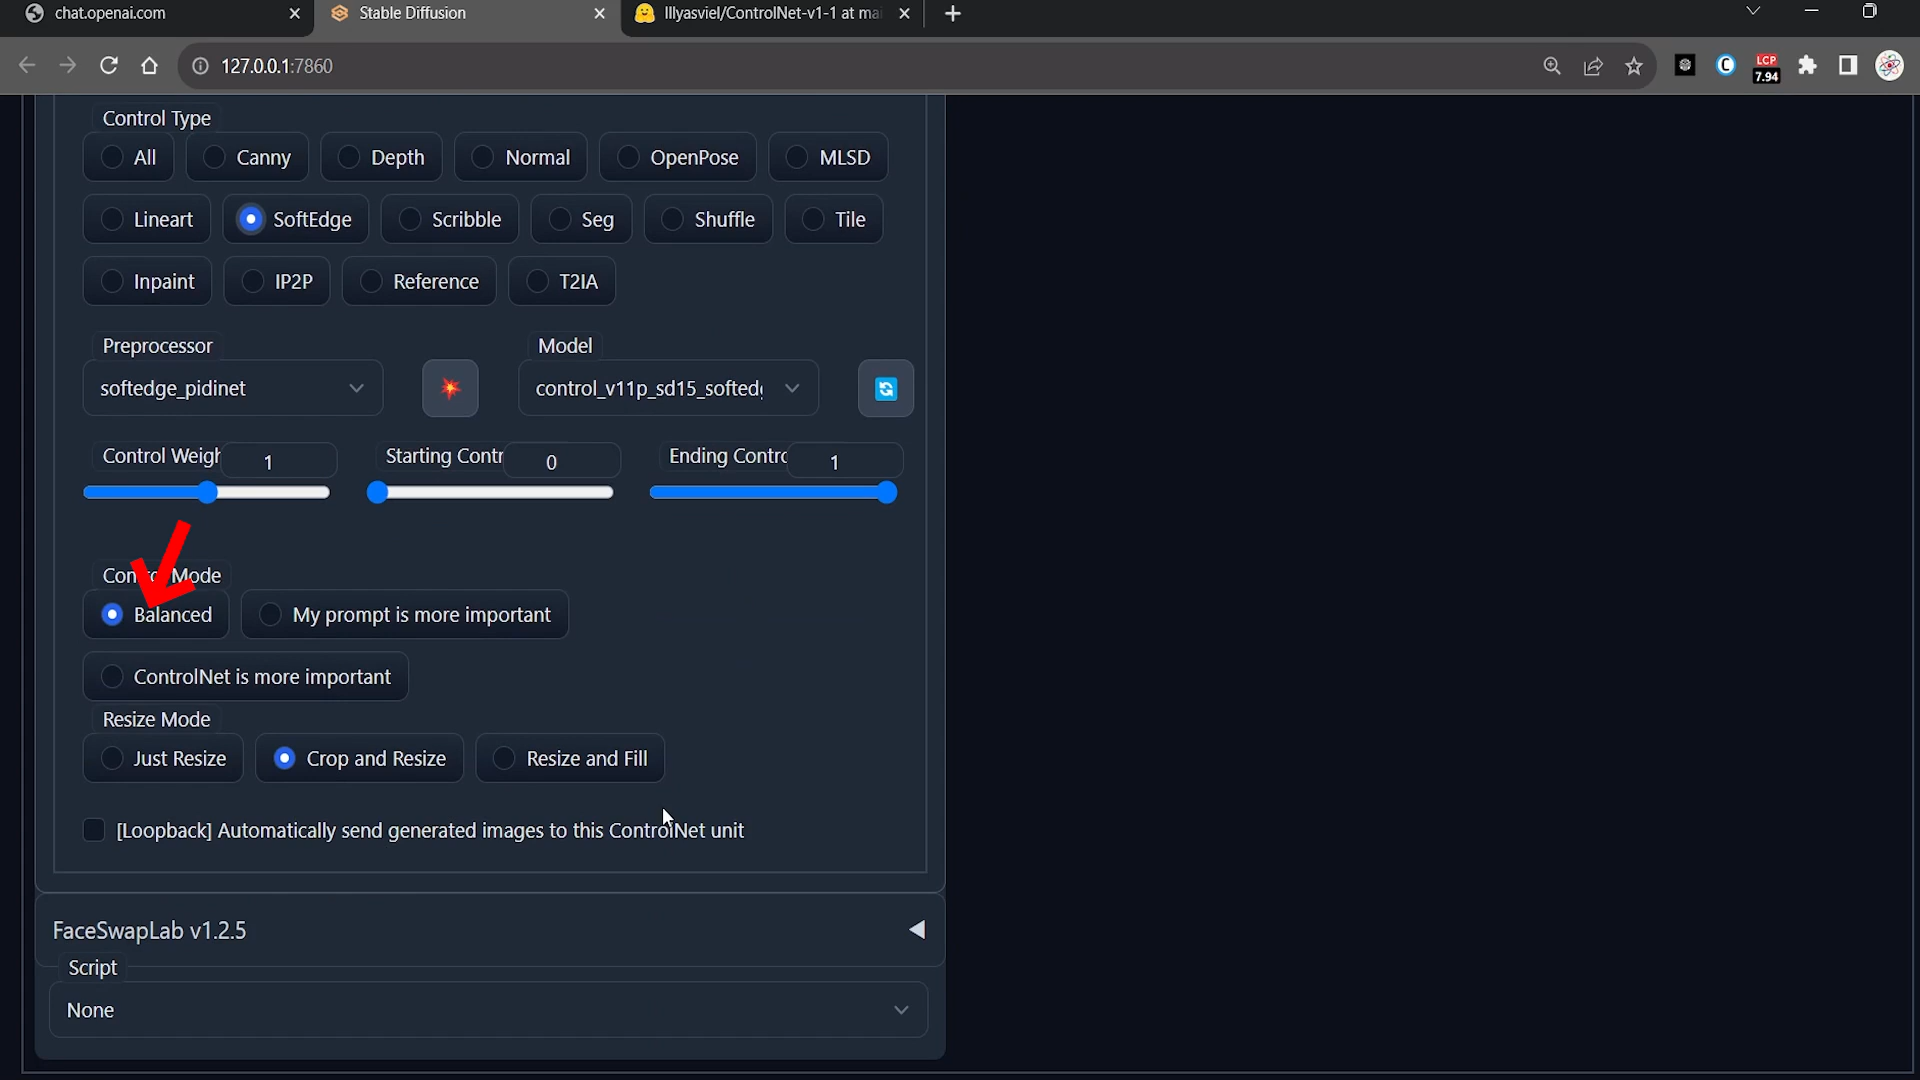 chat.openai.com
Stable Diffusion
lllyasviel/ControlNet-v1-1 at mai
127.0.0.1:7860
LCP
7.94
Control Type
All
Canny
Depth
Normal
OpenPose
MLSD
Lineart
SoftEdge
Scribble
Seg
Shuffle
Tile
Inpaint
IP2P
Reference
T2IA
Preprocessor
Model
softedge_pidinet
control_v11p_sd15_softed
Control Weigh
1
Starting Contr
0
Ending Contro
1
Control Mode
Balanced
My prompt is more important
ControlNet is more important
Resize Mode
Just Resize
Crop and Resize
Resize and Fill
[Loopback] Automatically send generated images to this ControlNet unit
FaceSwapLab v1.2.5
Script
None